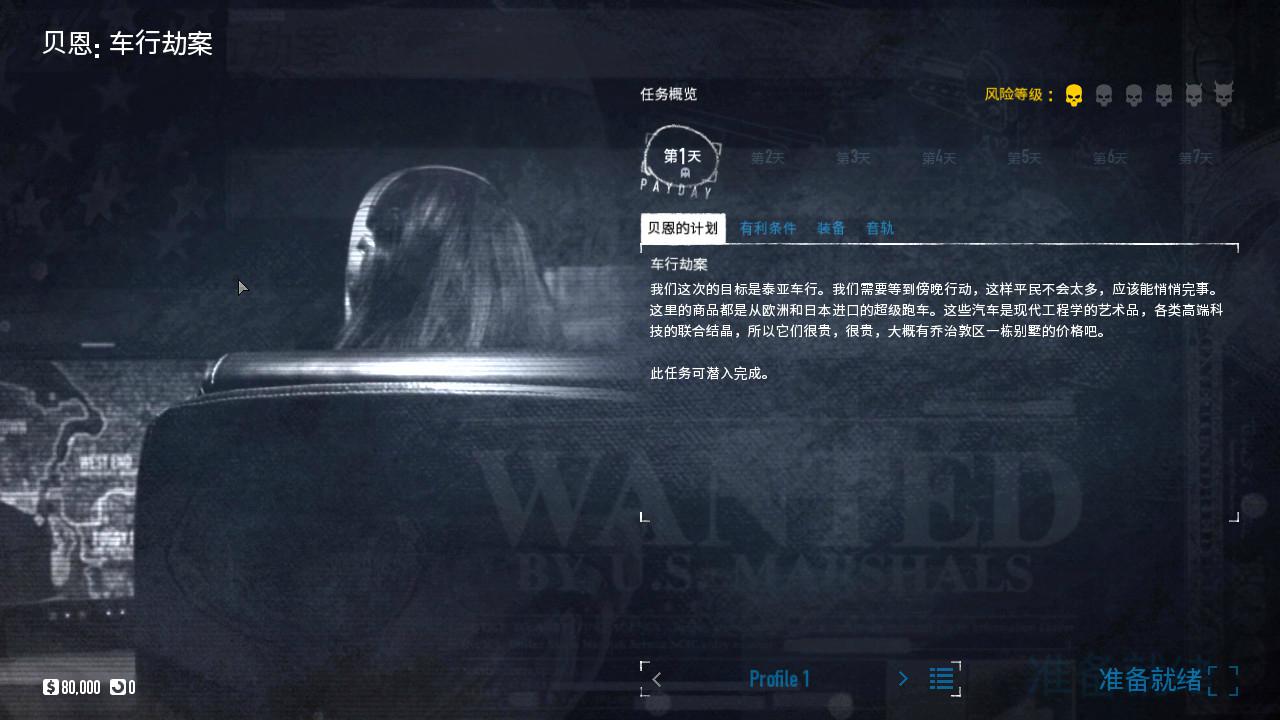 贝恩: 车行劫案
任务概览
风险等级：
第1天
PAYDAY
第2天
第3天
第4天
第5天
第6天
第7天
贝恩的计划
有利条件
装备
音轨
车行劫案
我们这次的目标是泰亚车行。我们需要等到傍晚行动，这样平民不会太多，应该能悄悄完事。
这里的商品都是从欧洲和日本进口的超级跑车。这些汽车是现代工程学的艺术品，各类高端科
技的联合结晶，所以它们很贵，很贵，大概有乔治敦区一栋别墅的价格吧。
此任务可潜入完成。
WEST END
WANTED
BY U.S. MARSHALS
80,000
0
Profile 1
准备就绪